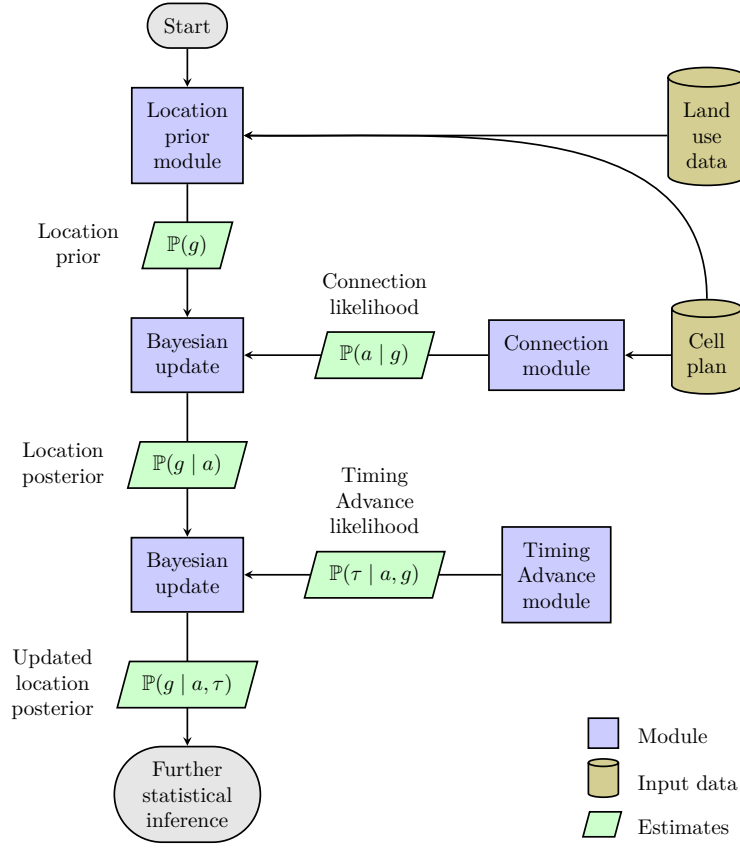 Start
Location
prior
module
Land
use
data
Location
prior
ℙ(g)
Connection
likelihood
Bayesian
update
ℙ(a | g)
Connection
module
Cell
plan
Location
posterior
ℙ(g | a)
Timing
Advance
likelihood
Bayesian
update
ℙ(τ | a, g)
Timing
Advance
module
Updated
location
posterior
ℙ(g | a, τ)
Further
statistical
inference
Module
Input data
Estimates